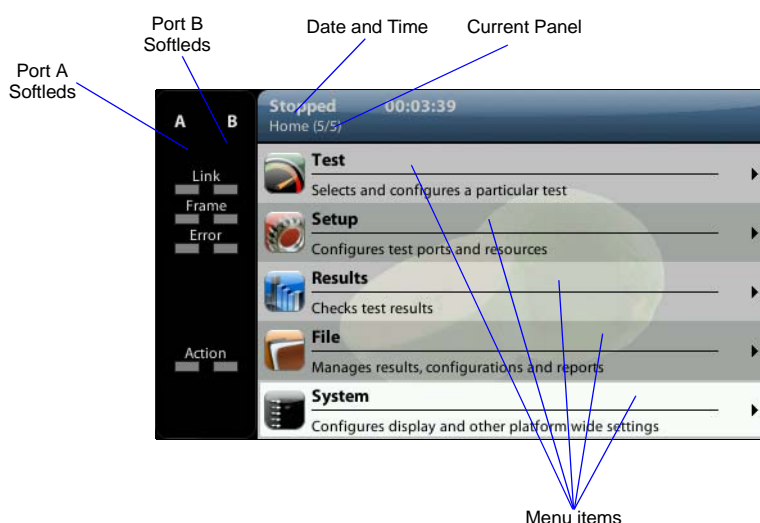 Port B
Softleds
Date and Time
Current Panel
Port A
Softleds
A B
Stopped 00:03:39
Home (5/5)
Link
Frame
Error
Action
Test
Selects and configures a particular test
Setup
Configures test ports and resources
Results
Checks test results
File
Manages results, configurations and reports
System
Configures display and other platform wide settings
Menu items